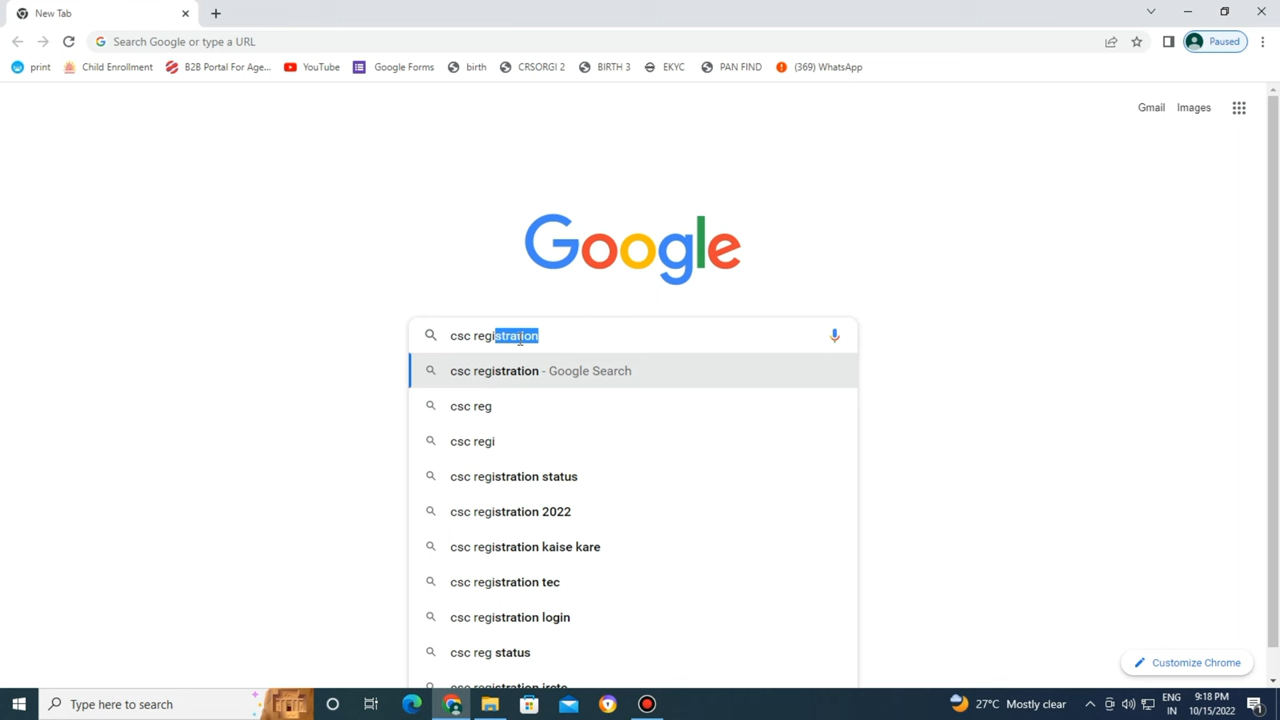 New Tab
Search Google or type a URL
Paused
print
Child Enrollment
B2B Portal For Age...
YouTube
Google Forms
birth
CRSORGI 2
BIRTH 3
EKYC
PAN FIND
(369) WhatsApp
Gmail
Images
Google
csc registration
csc registration - Google Search
csc reg
csc regi
csc registration status
csc registration 2022
csc registration kaise kare
csc registration tec
csc registration login
csc reg status
csc registration irctc
Customize Chrome
Type here to search
27°C Mostly clear
ENG
IN
9:18 PM
10/15/2022